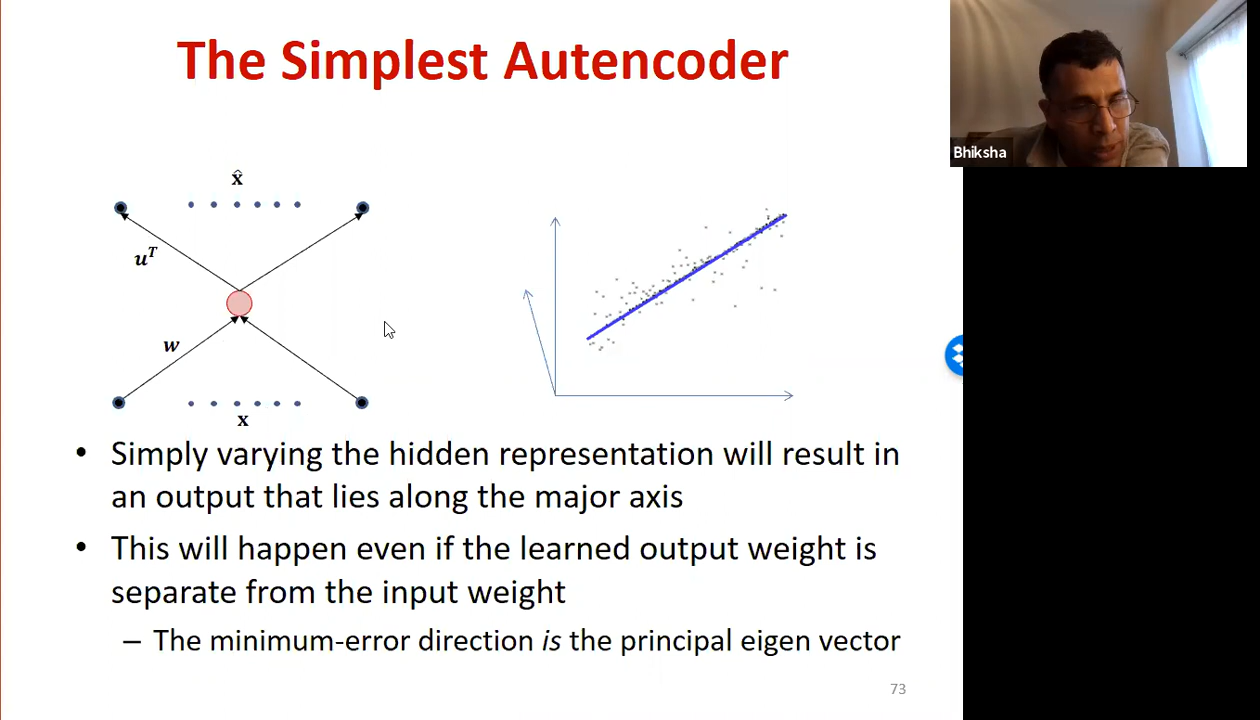 The Simplest Autencoder
Bhiksha
x̂
uᵀ
w
x
• Simply varying the hidden representation will result in
an output that lies along the major axis
• This will happen even if the learned output weight is
separate from the input weight
– The minimum-error direction is the principal eigen vector
73